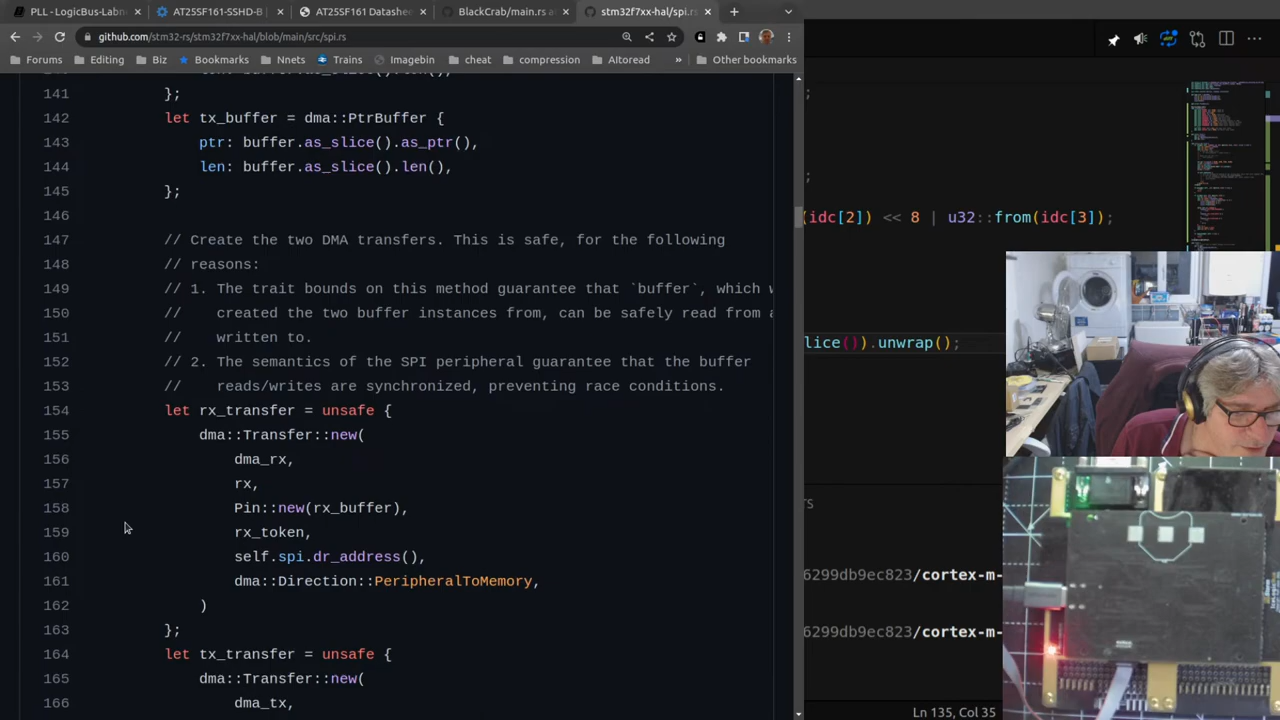 PLL - LogicBus-Labn
AT25SF161-SSHD-B
AT25SF161 Datashee
BlackCrab/main.rs a
stm32f7xx-hal/spi.rs
github.com/stm32-rs/stm32f7xx-hal/blob/main/src/spi.rs
Forums
Editing
Biz
Bookmarks
Nnets
Trains
Imagebin
cheat
compression
AItoread
»
Other bookmarks
141 };
142 let tx_buffer = dma::PtrBuffer {
143 ptr: buffer.as_slice().as_ptr(),
144 len: buffer.as_slice().len(),
145 };
146
147 // Create the two DMA transfers. This is safe, for the following
148 // reasons:
149 // 1. The trait bounds on this method guarantee that `buffer`, which w
150 // created the two buffer instances from, can be safely read from a
151 // written to.
152 // 2. The semantics of the SPI peripheral guarantee that the buffer
153 // reads/writes are synchronized, preventing race conditions.
154 let rx_transfer = unsafe {
155 dma::Transfer::new(
156 dma_rx,
157 rx,
158 Pin::new(rx_buffer),
159 rx_token,
160 self.spi.dr_address(),
161 dma::Direction::PeripheralToMemory,
162 )
163 };
164 let tx_transfer = unsafe {
165 dma::Transfer::new(
166 dma_tx,
;
;
(idc[2]) << 8 | u32::from(idc[3]);
lice()).unwrap();
TS
6299db9ec823/cortex-m-
6299db9ec823/cortex-m-
Ln 135, Col 35